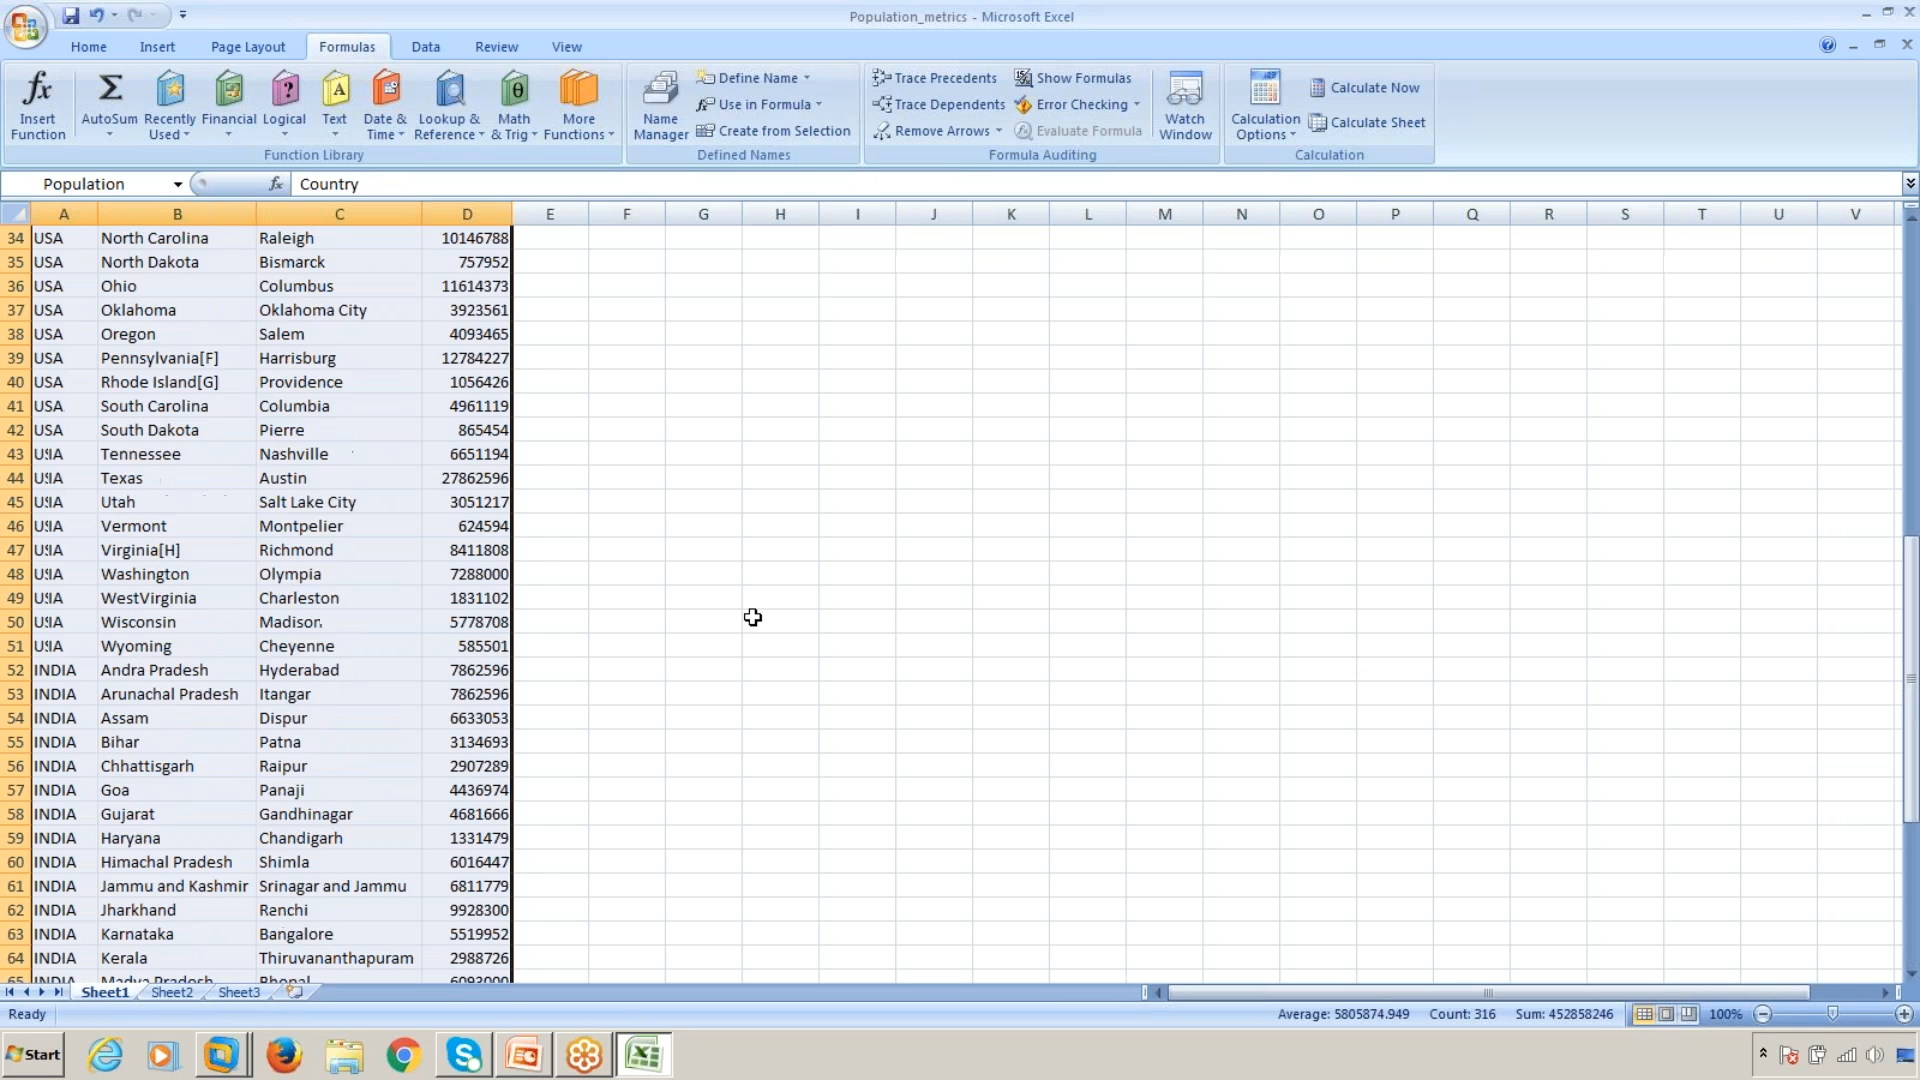 Population_metrics - Microsoft Excel
Home Insert Page Layout Formulas Data Review View
Insert Function
AutoSum
Recently Used
Financial
Logical
Text
Date & Time
Lookup & Reference
Math & Trig
More Functions
Function Library
Name Manager
Define Name
Use in Formula
Create from Selection
Defined Names
Trace Precedents
Trace Dependents
Remove Arrows
Show Formulas
Error Checking
Evaluate Formula
Formula Auditing
Watch Window
Calculation Options
Calculate Now
Calculate Sheet
Calculation
Population fx Country
A B C D E F G H I J K L M N O P Q R S T U V
34 USA North Carolina Raleigh 10146788
35 USA North Dakota Bismarck 757952
36 USA Ohio Columbus 11614373
37 USA Oklahoma Oklahoma City 3923561
38 USA Oregon Salem 4093465
39 USA Pennsylvania[F] Harrisburg 12784227
40 USA Rhode Island[G] Providence 1056426
41 USA South Carolina Columbia 4961119
42 USA South Dakota Pierre 865454
43 USA Tennessee Nashville 6651194
44 USA Texas Austin 27862596
45 USA Utah Salt Lake City 3051217
46 USA Vermont Montpelier 624594
47 USA Virginia[H] Richmond 8411808
48 USA Washington Olympia 7288000
49 USA WestVirginia Charleston 1831102
50 USA Wisconsin Madison 5778708
51 USA Wyoming Cheyenne 585501
52 INDIA Andra Pradesh Hyderabad 7862596
53 INDIA Arunachal Pradesh Itangar 7862596
54 INDIA Assam Dispur 6633053
55 INDIA Bihar Patna 3134693
56 INDIA Chhattisgarh Raipur 2907289
57 INDIA Goa Panaji 4436974
58 INDIA Gujarat Gandhinagar 4681666
59 INDIA Haryana Chandigarh 1331479
60 INDIA Himachal Pradesh Shimla 6016447
61 INDIA Jammu and Kashmir Srinagar and Jammu 6811779
62 INDIA Jharkhand Ranchi 9928300
63 INDIA Karnataka Bangalore 5519952
64 INDIA Kerala Thiruvananthapuram 2988726
65 INDIA Madya Pradesh Bhopal 6093000
Sheet1 Sheet2 Sheet3
Ready Average: 5805874.949 Count: 316 Sum: 452858246 100%
Start